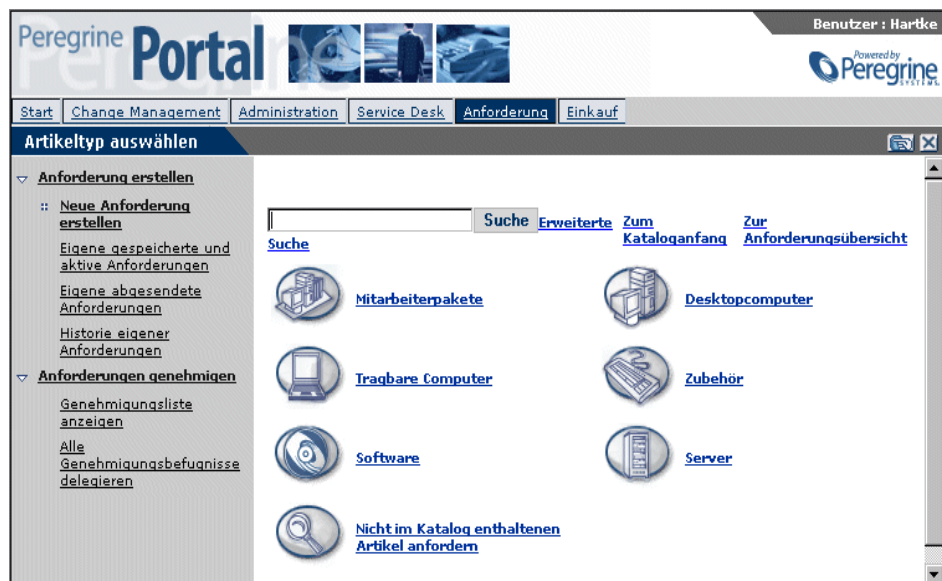 Peregrine Portal
Benutzer : Hartke
Powered by
Peregrine
SYSTEMS
Start Change Management Administration Service Desk Anforderung Einkauf
Artikeltyp auswählen
Anforderung erstellen
Neue Anforderung
erstellen
Eigene gespeicherte und
aktive Anforderungen
Eigene abgesendete
Anforderungen
Historie eigener
Anforderungen
Anforderungen genehmigen
Genehmigungsliste
anzeigen
Alle
Genehmigungsbefugnisse
delegieren
Suche Erweiterte
Suche
Zum
Kataloganfang
Zur
Anforderungsübersicht
Mitarbeiterpakete
Desktopcomputer
Tragbare Computer
Zubehör
Software
Server
Nicht im Katalog enthaltenen
Artikel anfordern